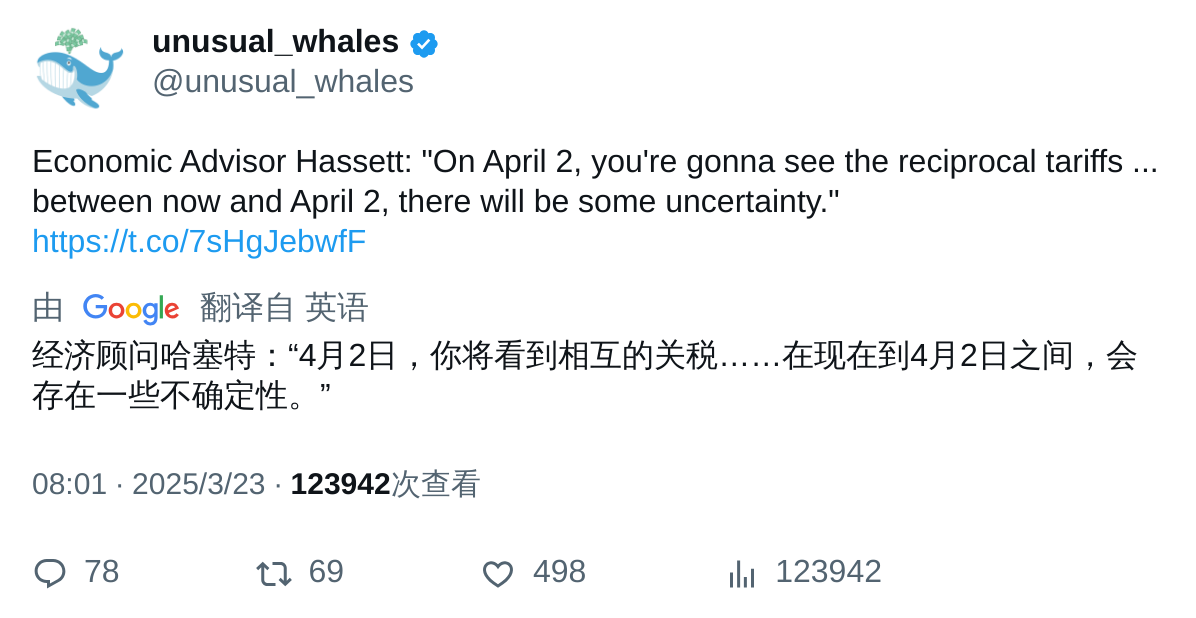 unusual_whales
@unusual_whales
Economic Advisor Hassett: "On April 2, you're gonna see the reciprocal tariffs ...
between now and April 2, there will be some uncertainty."
https://t.co/7sHgJebwfF
由 Google 翻译自 英语
经济顾问哈塞特：“4月2日，你将看到相互的关税……在现在到4月2日之间，会
存在一些不确定性。”
08:01 · 2025/3/23 · 123942次查看
78 69 498 123942